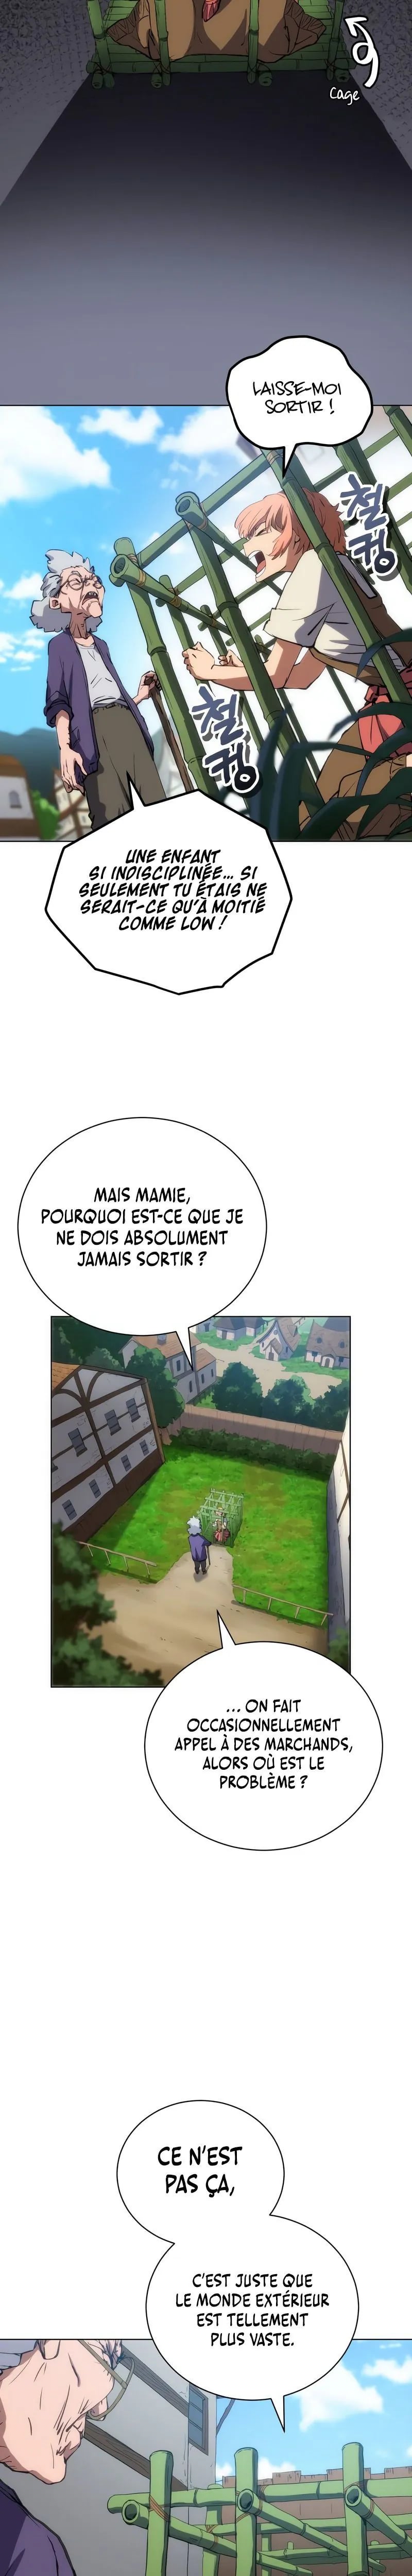 Cage
LAISSE-MOI
SORTIR !
철
컹
철
컹
UNE ENFANT
SI INDISCIPLINÉE... SI
SEULEMENT TU ÉTAIS NE
SERAIT-CE QU'À MOITIÉ
COMME LOW !
MAIS MAMIE,
POURQUOI EST-CE QUE JE
NE DOIS ABSOLUMENT
JAMAIS SORTIR ?
... ON FAIT
OCCASIONNELLEMENT
APPEL À DES MARCHANDS,
ALORS OÙ EST LE
PROBLÈME ?
CE N'EST
PAS ÇA,
C'EST JUSTE QUE
LE MONDE EXTÉRIEUR
EST TELLEMENT
PLUS VASTE.